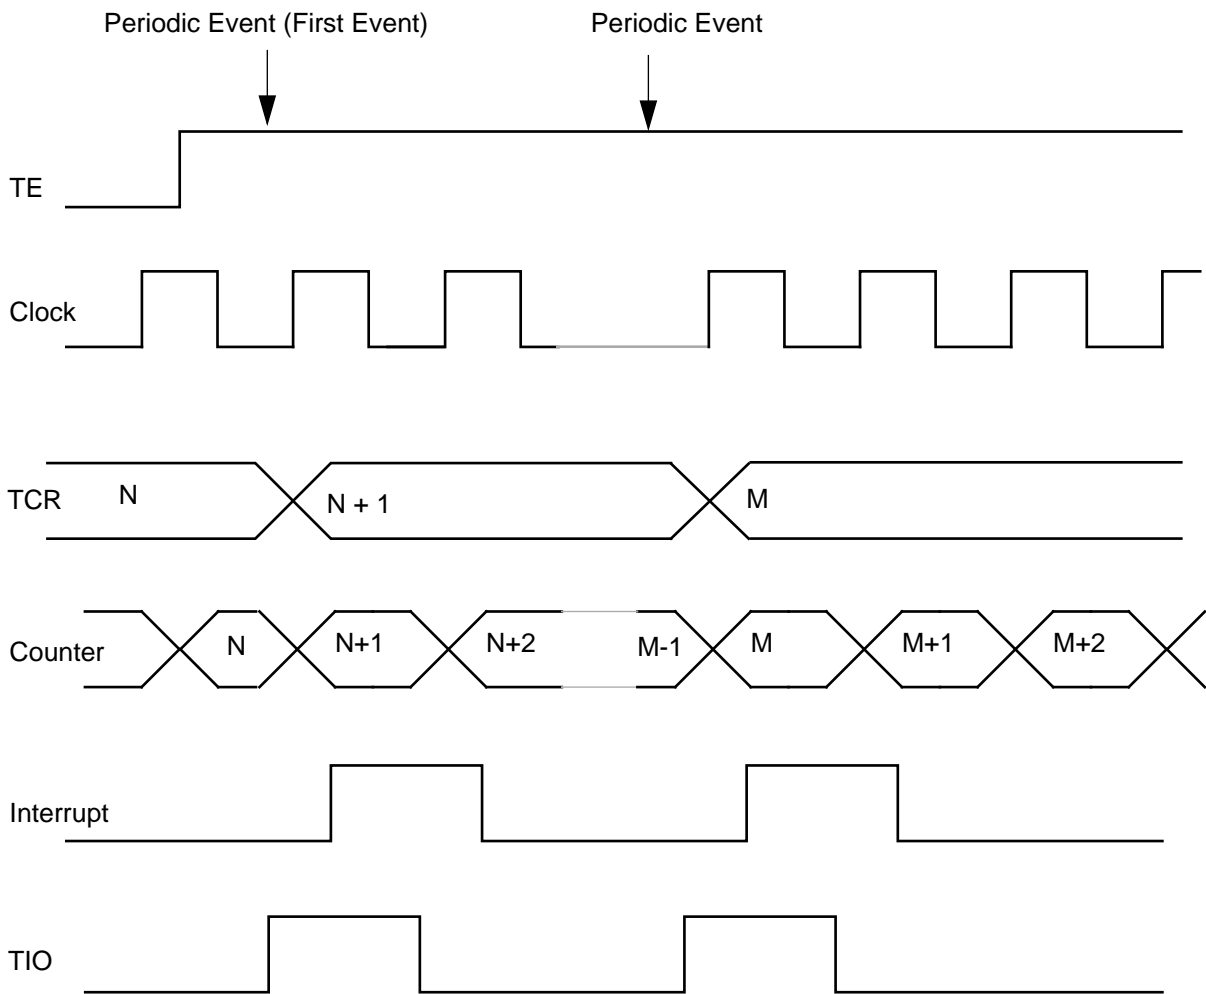 Periodic Event (First Event) Periodic Event
TE
Clock
TCR N N + 1 M
Counter N N+1 N+2 M-1 M M+1 M+2
Interrupt
TIO